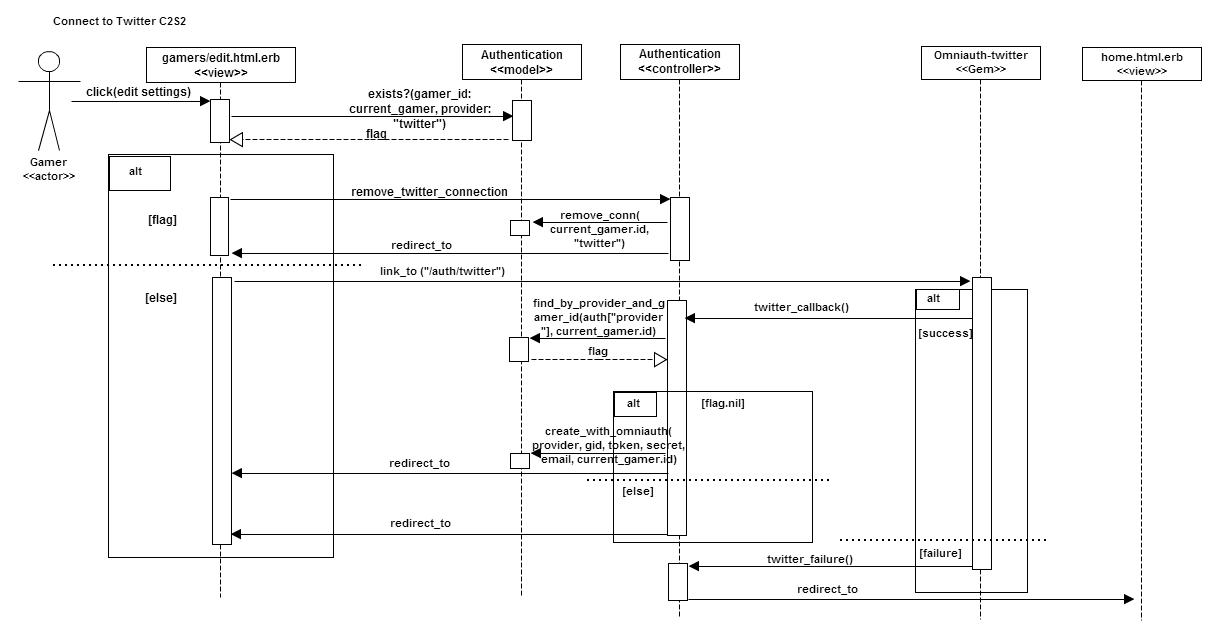 Connect to Twitter C2S2
gamers/edit.html.erb
<<view>>
Authentication
<<model>>
Authentication
<<controller>>
Omniauth-twitter
<<Gem>>
home.html.erb
<<view>>
click(edit settings)
exists?(gamer_id:
current_gamer, provider:
"twitter")
flag
Gamer
<<actor>>
alt
[flag]
remove_twitter_connection
remove_conn(
current_gamer.id,
"twitter")
redirect_to
link_to ("/auth/twitter")
[else]
alt
twitter_callback()
[success]
find_by_provider_and_g
amer_id(auth["provider
"], current_gamer.id)
flag
alt
[flag.nil]
create_with_omniauth(
provider, gid, token, secret,
email, current_gamer.id)
redirect_to
[else]
redirect_to
[failure]
twitter_failure()
redirect_to